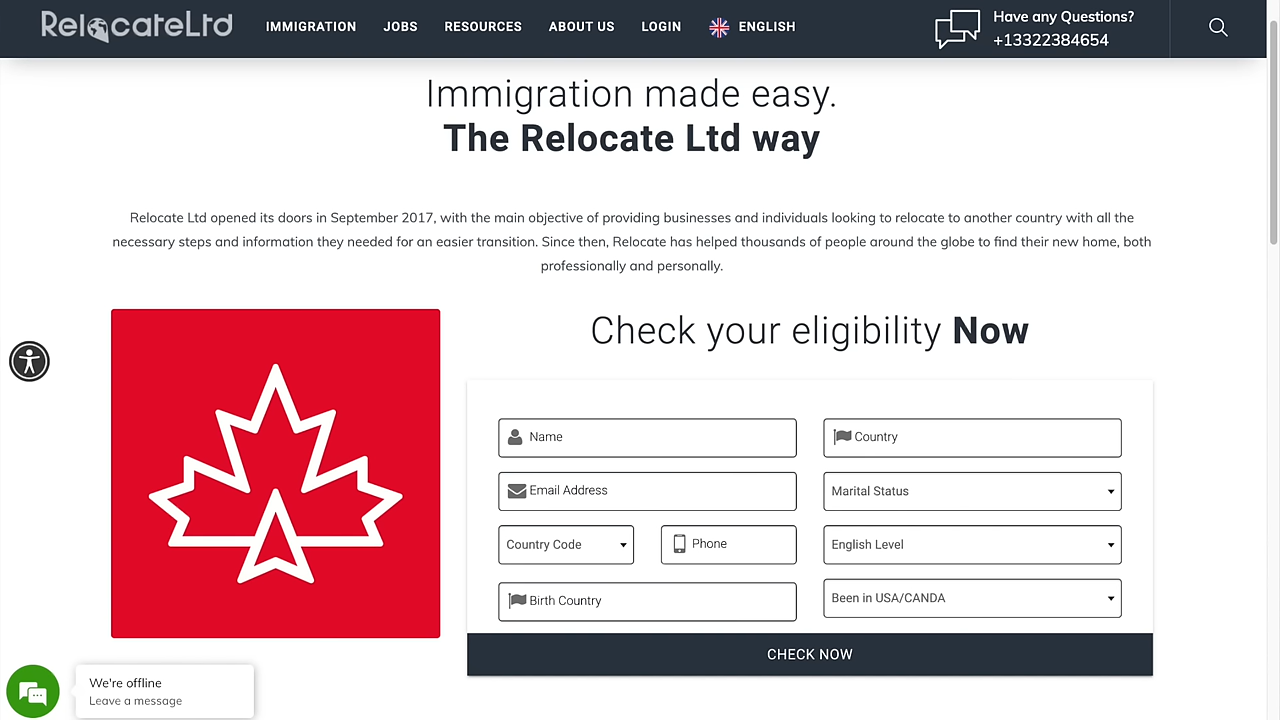 RelocateLtd
IMMIGRATION JOBS RESOURCES ABOUT US LOGIN ENGLISH
Have any Questions?
+13322384654
Immigration made easy.
The Relocate Ltd way
Relocate Ltd opened its doors in September 2017, with the main objective of providing businesses and individuals looking to relocate to another country with all the
necessary steps and information they needed for an easier transition. Since then, Relocate has helped thousands of people around the globe to find their new home, both
professionally and personally.
Check your eligibility Now
Name
Country
Email Address
Marital Status
Country Code
Phone
English Level
Birth Country
Been in USA/CANDA
CHECK NOW
We're offline
Leave a message